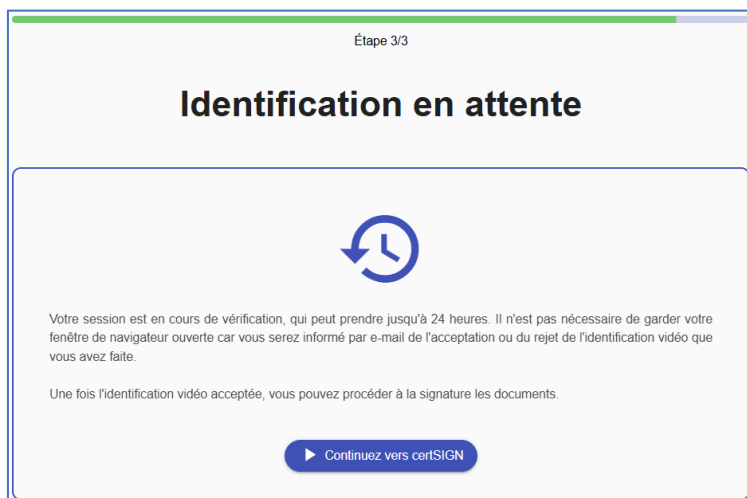 Étape 3/3
Identification en attente
Votre session est en cours de vérification, qui peut prendre jusqu'à 24 heures. Il n'est pas nécessaire de garder votre
fenêtre de navigateur ouverte car vous serez informé par e-mail de l'acceptation ou du rejet de l'identification vidéo que
vous avez faite.
Une fois l'identification vidéo acceptée, vous pouvez procéder à la signature les documents.
Continuez vers certSIGN